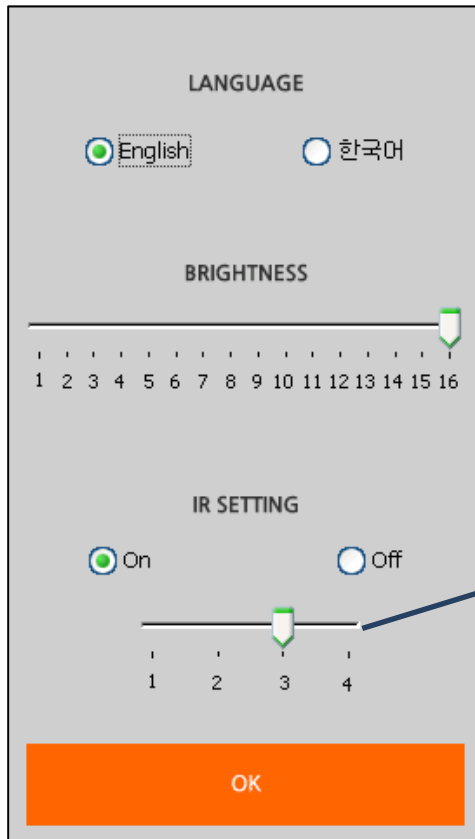 LANGUAGE
English 한국어
BRIGHTNESS
1 2 3 4 5 6 7 8 9 10 11 12 13 14 15 16
IR SETTING
On Off
1 2 3 4
OK